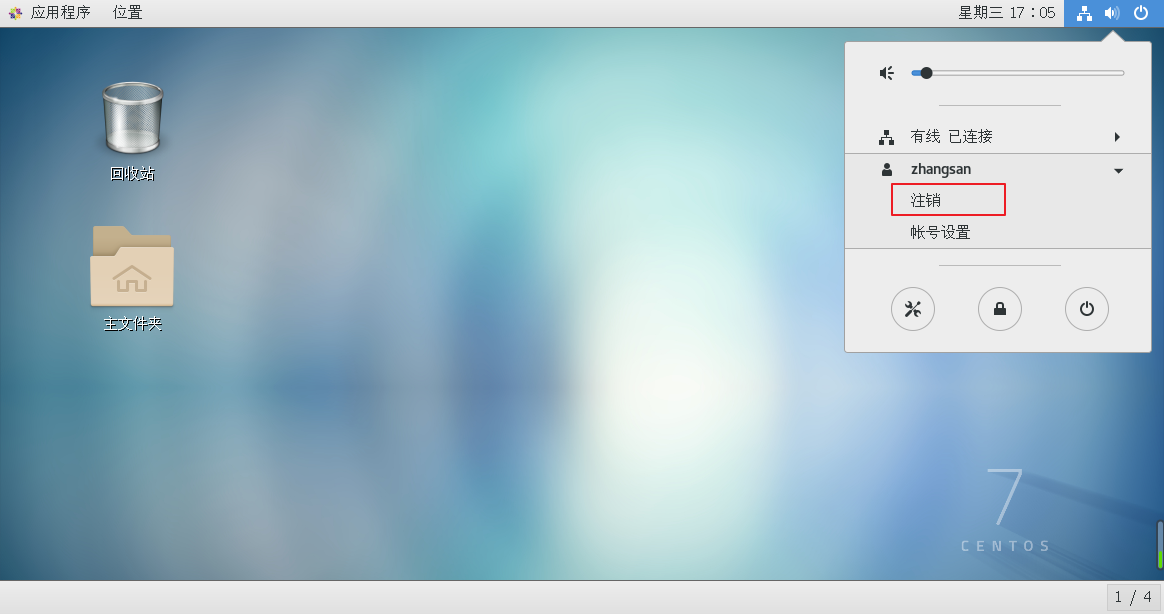 应用程序 位置 星期三 17：05
有线 已连接
zhangsan
注销
帐号设置
回收站
主文件夹
7
CENTOS
1 / 4